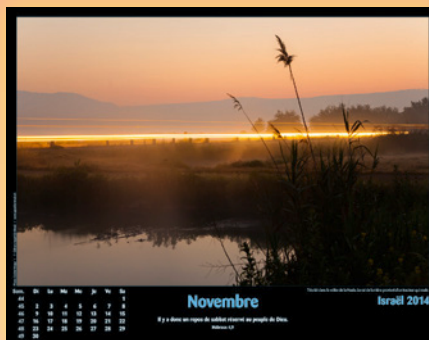 Sem. Di Lu Ma Me Je Ve Sa
44 1
45 2 3 4 5 6 7 8
46 9 10 11 12 13 14 15
47 16 17 18 19 20 21 22
48 23 24 25 26 27 28 29
49 30
Novembre
Il y a donc un repos de sabbat réservé au peuple de Dieu.
Hébreux 4,9
Israël 2014